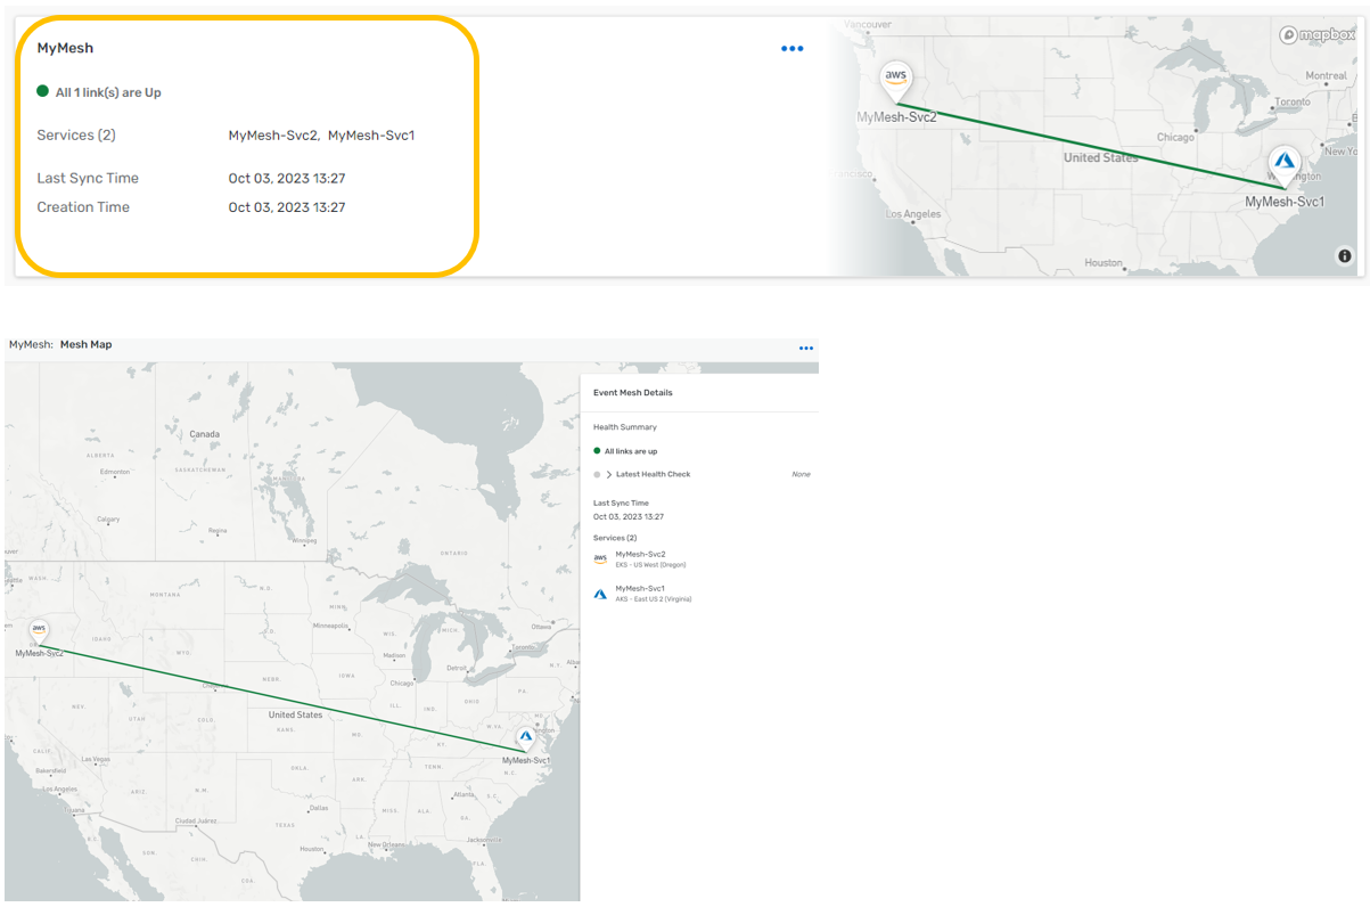 MyMesh
All 1 link(s) are Up
Services (2) MyMesh-Svc2, MyMesh-Svc1
Last Sync Time Oct 03, 2023 13:27
Creation Time Oct 03, 2023 13:27
Vancouver
mapbox
aws
Montreal
Toronto
MyMesh-Svc2
Chicago
United States
Los Angeles
MyMesh-Svc1
Houston
MyMesh: Mesh Map
Canada
ALBERTA
Edmonton
SASKATCHEWAN
MANITOBA
Calgary
Regina
Winnipeg
ONTARIO
WASH.
MONTANA
N.D.
MINN.
Minneapolis
Ottawa
aws
MyMesh-Svc2
IDAHO
WYO.
S.D.
WIS.
MICH.
Toronto
Madison
Detroit
N.Y.
NEBR.
IOWA
Chicago
PA.
NEV.
UTAH
COLO.
United States
KANS.
ILL.
IND.
OHIO
MO.
W.VA.
MD.
KY.
MyMesh-Svc1
CALIF.
Las Vegas
Bakersfield
Los Angeles
Tijuana
ARIZ.
N.M.
OKLA.
ARK.
TENN.
N.C.
Atlanta
S.C.
Dallas
MISS.
ALA.
GA.
Ciudad Juárez
TEXAS
LA.
Jacksonville
Houston
New Orleans
B.C.
SON.
CHIH.
COA.
FLA.
Miami
Event Mesh Details
Health Summary
All links are up
Latest Health Check None
Last Sync Time
Oct 03, 2023 13:27
Services (2)
aws MyMesh-Svc2
EKS - US West (Oregon)
MyMesh-Svc1
AKS - East US 2 (Virginia)